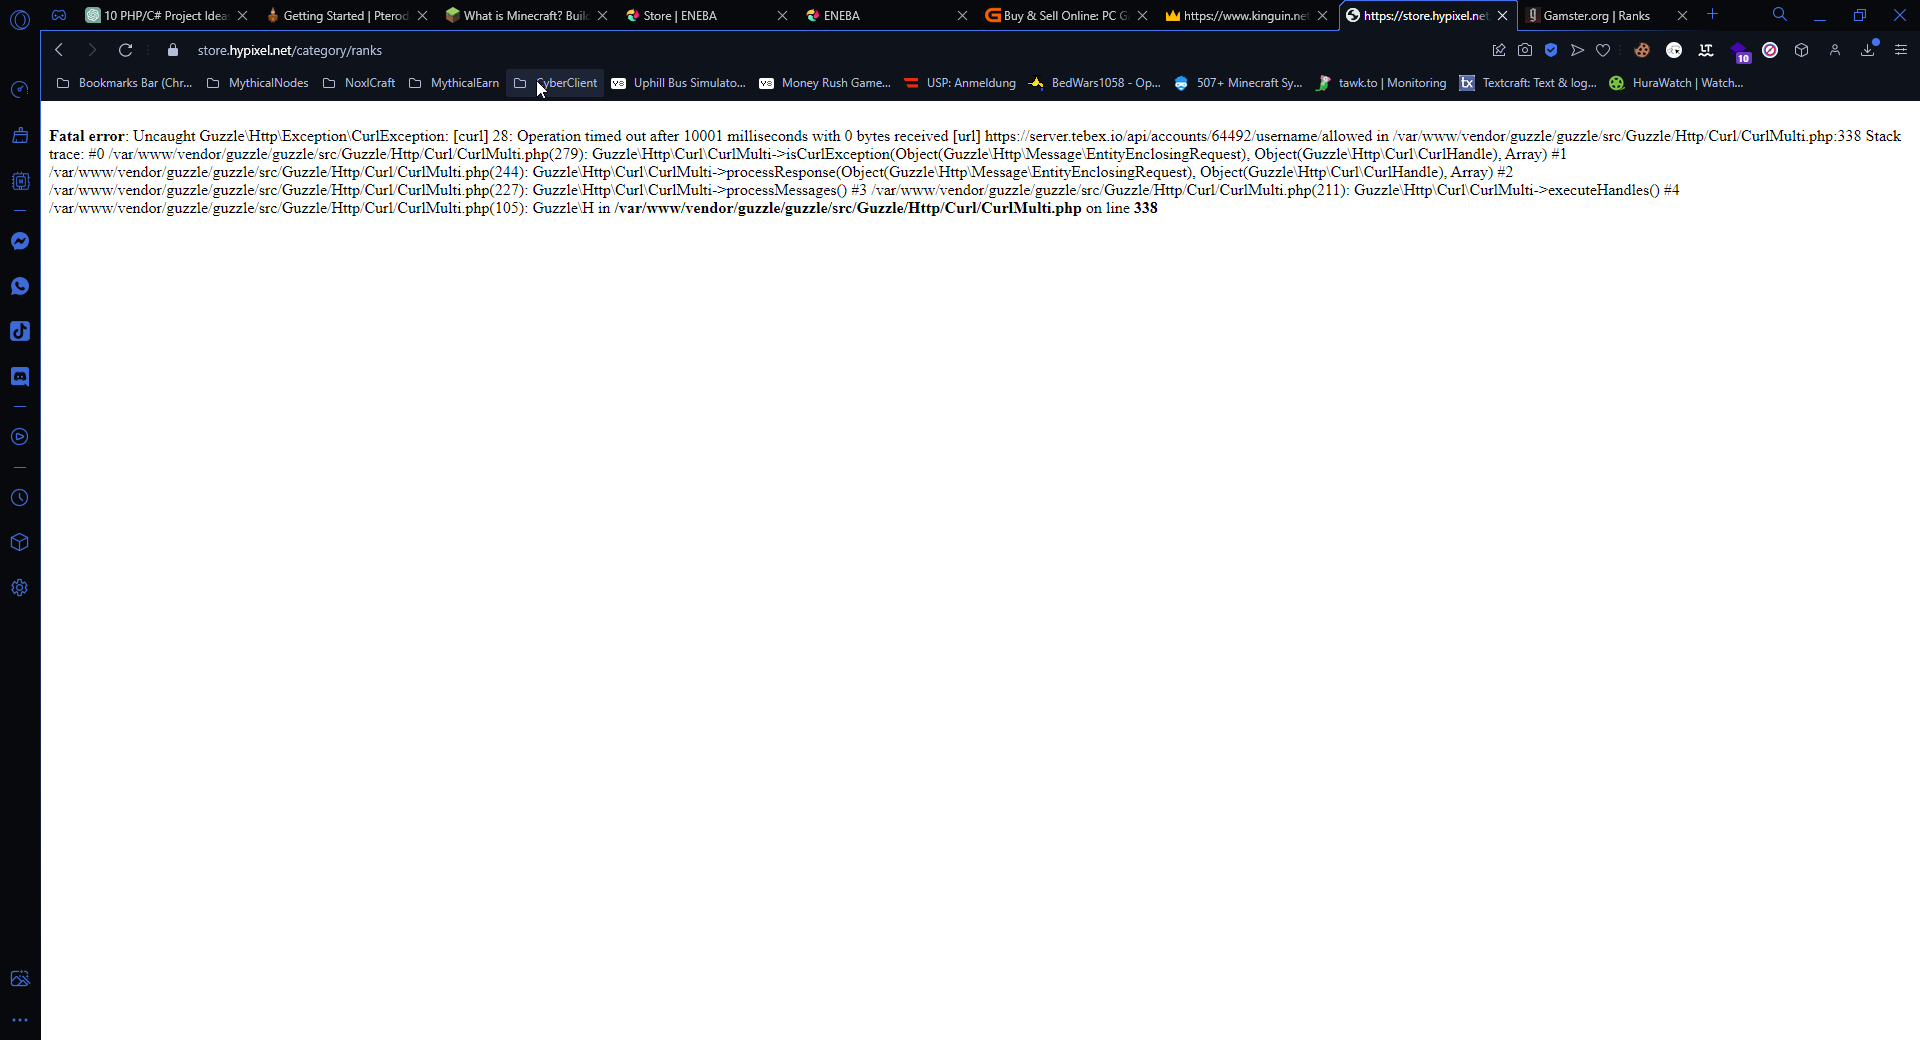 10 PHP/C# Project Idea
Getting Started | Pterod
What is Minecraft? Buil
Store | ENEBA
ENEBA
Buy & Sell Online: PC G
https://www.kinguin.net
https://store.hypixel.net
Gamster.org | Ranks
store.hypixel.net/category/ranks
10
Bookmarks Bar (Chr...
MythicalNodes
NoxlCraft
MythicalEarn
CyberClient
Uphill Bus Simulato...
Money Rush Game...
USP: Anmeldung
BedWars1058 - Op...
507+ Minecraft Sy...
tawk.to | Monitoring
Textcraft: Text & log...
HuraWatch | Watch...
Fatal error: Uncaught Guzzle\Http\Exception\CurlException: [curl] 28: Operation timed out after 10001 milliseconds with 0 bytes received [url] https://server.tebex.io/api/accounts/64492/username/allowed in /var/www/vendor/guzzle/guzzle/src/Guzzle/Http/Curl/CurlMulti.php:338 Stack
trace: #0 /var/www/vendor/guzzle/guzzle/src/Guzzle/Http/Curl/CurlMulti.php(279): Guzzle\Http\Curl\CurlMulti->isCurlException(Object(Guzzle\Http\Message\EntityEnclosingRequest), Object(Guzzle\Http\Curl\CurlHandle), Array) #1
/var/www/vendor/guzzle/guzzle/src/Guzzle/Http/Curl/CurlMulti.php(244): Guzzle\Http\Curl\CurlMulti->processResponse(Object(Guzzle\Http\Message\EntityEnclosingRequest), Object(Guzzle\Http\Curl\CurlHandle), Array) #2
/var/www/vendor/guzzle/guzzle/src/Guzzle/Http/Curl/CurlMulti.php(227): Guzzle\Http\Curl\CurlMulti->processMessages() #3 /var/www/vendor/guzzle/guzzle/src/Guzzle/Http/Curl/CurlMulti.php(211): Guzzle\Http\Curl\CurlMulti->executeHandles() #4
/var/www/vendor/guzzle/guzzle/src/Guzzle/Http/Curl/CurlMulti.php(105): Guzzle\H in /var/www/vendor/guzzle/guzzle/src/Guzzle/Http/Curl/CurlMulti.php on line 338